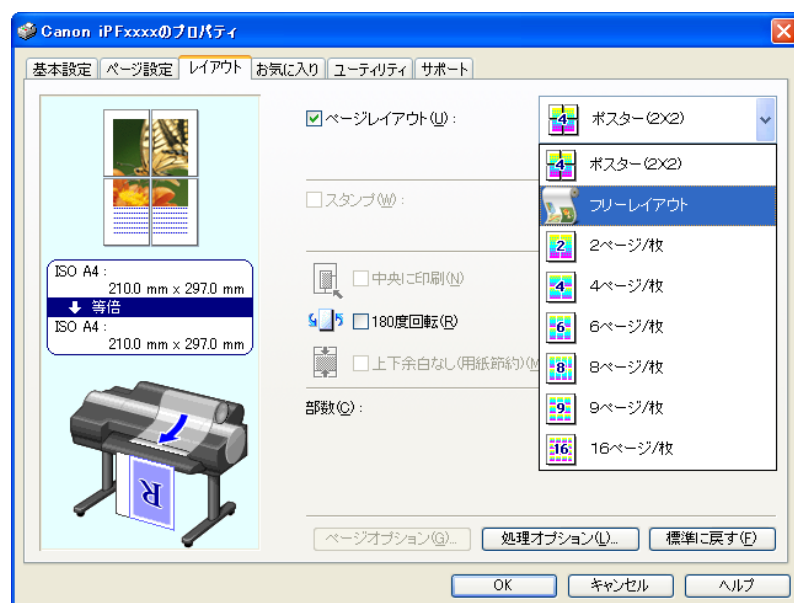 Canon iPFxxxxのプロパティ
基本設定 ページ設定 レイアウト お気に入り ユーティリティ サポート
ページレイアウト(U) :
ポスター(2X2)
ポスター(2X2)
フリーレイアウト
2ページ/枚
4ページ/枚
6ページ/枚
8ページ/枚
9ページ/枚
16ページ/枚
スタンプ(W) :
中央に印刷(N)
180度回転(R)
上下余白なし(用紙節約)(M
部数(C) :
ISO A4 :
210.0 mm x 297.0 mm
等倍
ISO A4 :
210.0 mm x 297.0 mm
R
ページオプション(G)... 処理オプション(L)... 標準に戻す(F)
OK キャンセル ヘルプ